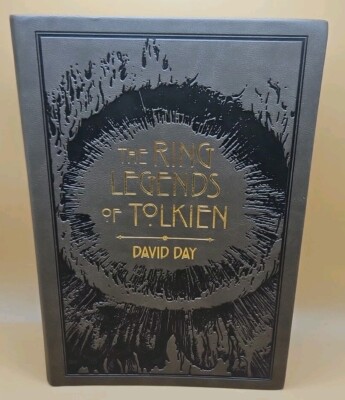 THE RING
LEGENDS
OF TOLKIEN
DAVID DAY